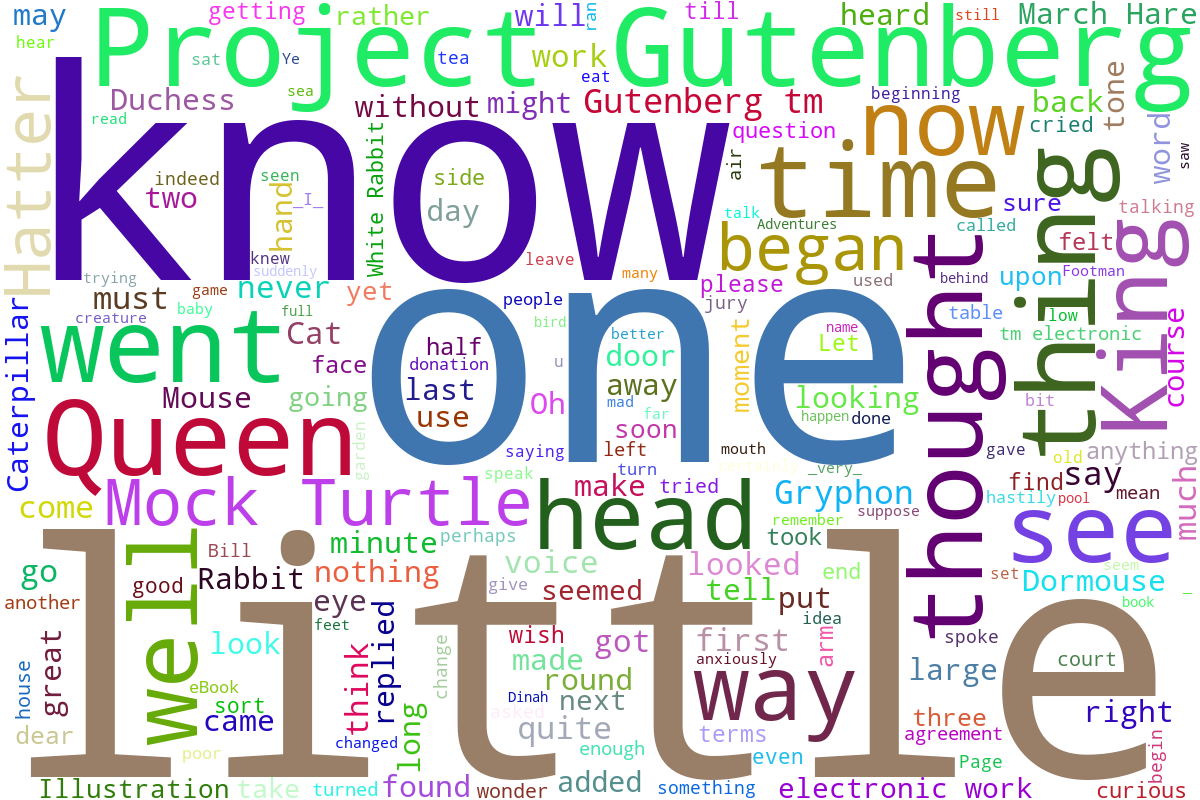 may
getting
rather
will
ran
till
heard
still
March Hare
hear
Project Gutenberg
sat
Ye
tea
work
eat
sea
Duchess
without
might
Gutenberg tm
beginning
back
tone
read
know
question
now
cried
word
saw
Hatter
indeed
two
seen
_I_
hand
White Rabbit
side
day
air
time
thing
sure
talking
talk
Adventures
called
felt
King
knew
suddenly
trying
leave
many
began
behind
upon
Footman
must
game
never
yet
please
used
creature
baby
full
people
jury
table
low
Caterpillar
went
Cat
one
bird
better
name
Let
tm electronic
course
face
half
donation
u
door
moment
thought
Mouse
going
last
away
looking
bit
Queen
use
Oh
mad
far
happen
done
soon
garden
saying
left
mouth
gave
old
anything
speak
turn
_very_
say
come
Mock Turtle
make
tried
Gryphon
find
mean
much
head
suppose
hastily
pool
remember
see
well
Bill
minute
perhaps
took
go
good
Rabbit
nothing
voice
looked
end
set
seem
Dormouse
_
another
little
eye
give
seemed
tell
put
book
feet
idea
great
look
replied
change
wish
got
first
arm
spoke
court
house
think
made
anxiously
way
large
eBook
round
sort
Dinah
next
asked
right
dear
came
long
quite
three
changed
terms
agreement
poor
enough
even
Page
begin
Illustration
take
turned
found
wonder
added
something
electronic work
curious